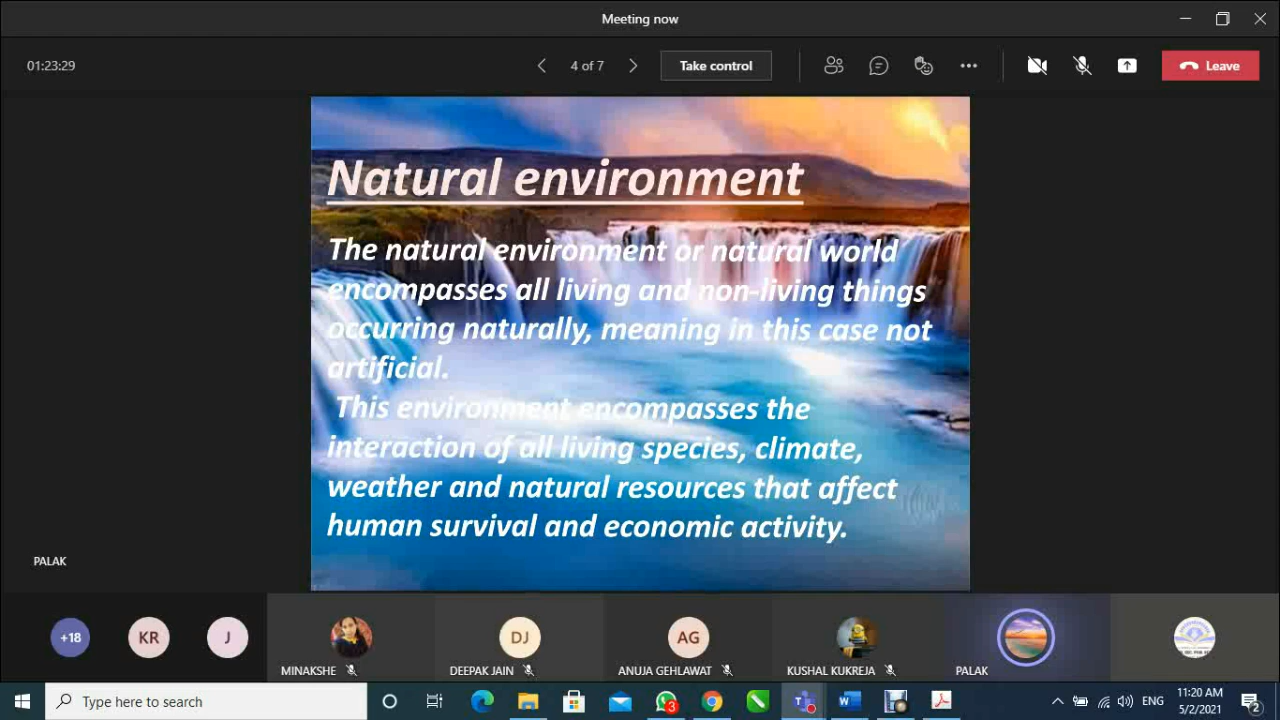 Meeting now
01:23:29
4 of 7
Take control
Leave
Natural environment
The natural environment or natural world
encompasses all living and non-living things
occurring naturally, meaning in this case not
artificial.
This environment encompasses the
interaction of all living species, climate,
weather and natural resources that affect
human survival and economic activity.
PALAK
+18
KR
J
MINAKSHE
DJ
DEEPAK JAIN
AG
ANUJA GEHLAWAT
KUSHAL KUKREJA
PALAK
Type here to search
3
ENG
11:20 AM
5/2/2021
2